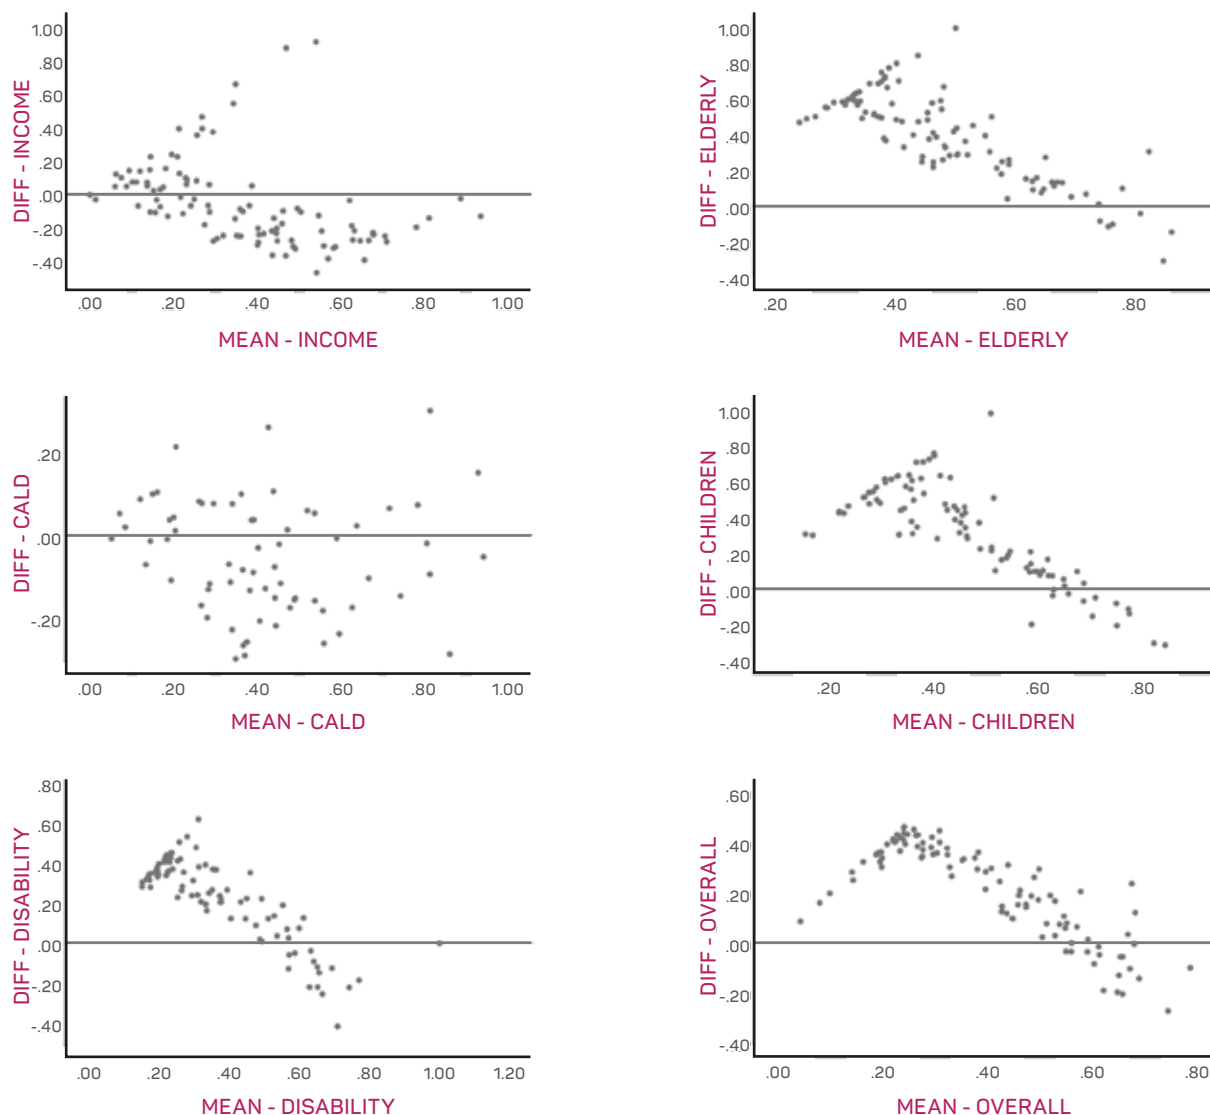 1.00
.80
.60
.40
.20
.00
-.20
-.40
DIFF - INCOME
.00 .20 .40 .60 .80 1.00
MEAN - INCOME
1.00
.80
.60
.40
.20
.00
-.20
-.40
DIFF - ELDERLY
.20 .40 .60 .80
MEAN - ELDERLY
.20
.00
-.20
DIFF - CALD
.00 .20 .40 .60 .80 1.00
MEAN - CALD
1.00
.80
.60
.40
.20
.00
-.20
-.40
DIFF - CHILDREN
.20 .40 .60 .80
MEAN - CHILDREN
.80
.60
.40
.20
.00
-.20
-.40
DIFF - DISABILITY
.00 .20 .40 .60 .80 1.00 1.20
MEAN - DISABILITY
.60
.40
.20
.00
-.20
-.40
DIFF - OVERALL
.00 .20 .40 .60 .80
MEAN - OVERALL